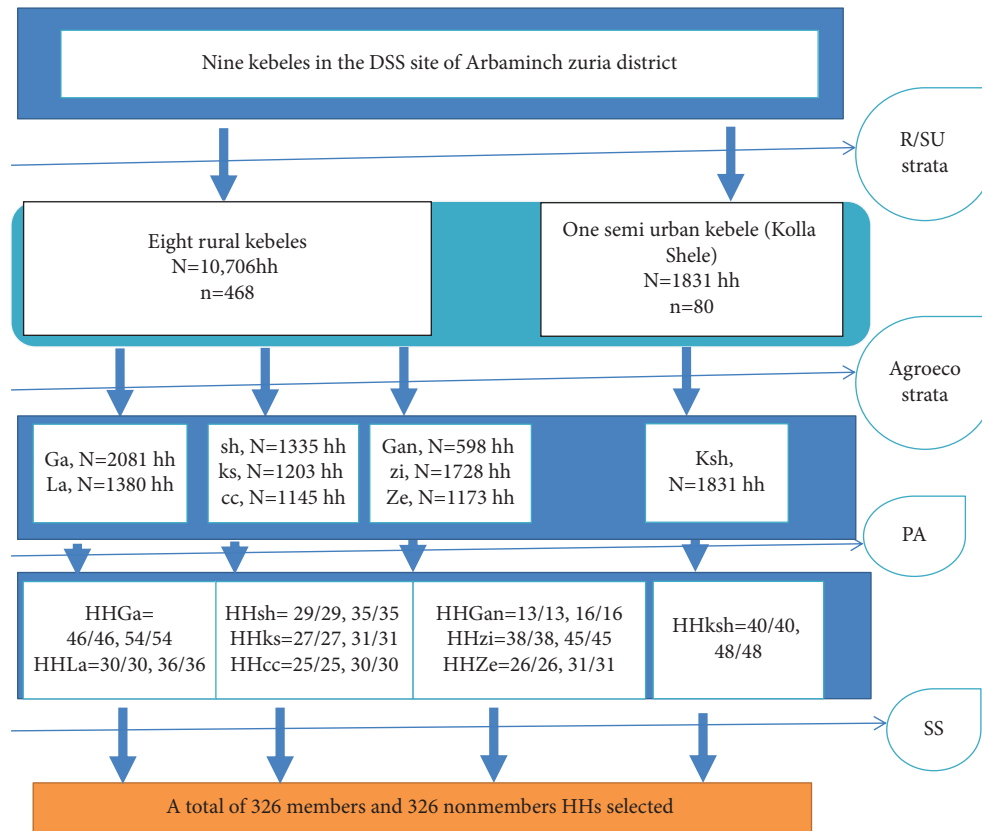 Nine kebeles in the DSS site of Arbaminch zuria district
R/SU
strata
Eight rural kebeles
N=10,706hh
n=468
One semi urban kebele (Kolla
Shele)
N=1831 hh
n=80
Agroeco
strata
Ga, N=2081 hh
La, N=1380 hh
sh, N=1335 hh
ks, N=1203 hh
cc, N=1145 hh
Gan, N=598 hh
zi, N=1728 hh
Ze, N=1173 hh
Ksh,
N=1831 hh
PA
HHGa=
46/46, 54/54
HHLa=30/30, 36/36
HHsh= 29/29, 35/35
HHks=27/27, 31/31
HHcc=25/25, 30/30
HHGan=13/13, 16/16
HHzi=38/38, 45/45
HHZe=26/26, 31/31
HHksh=40/40,
48/48
SS
A total of 326 members and 326 nonmembers HHs selected